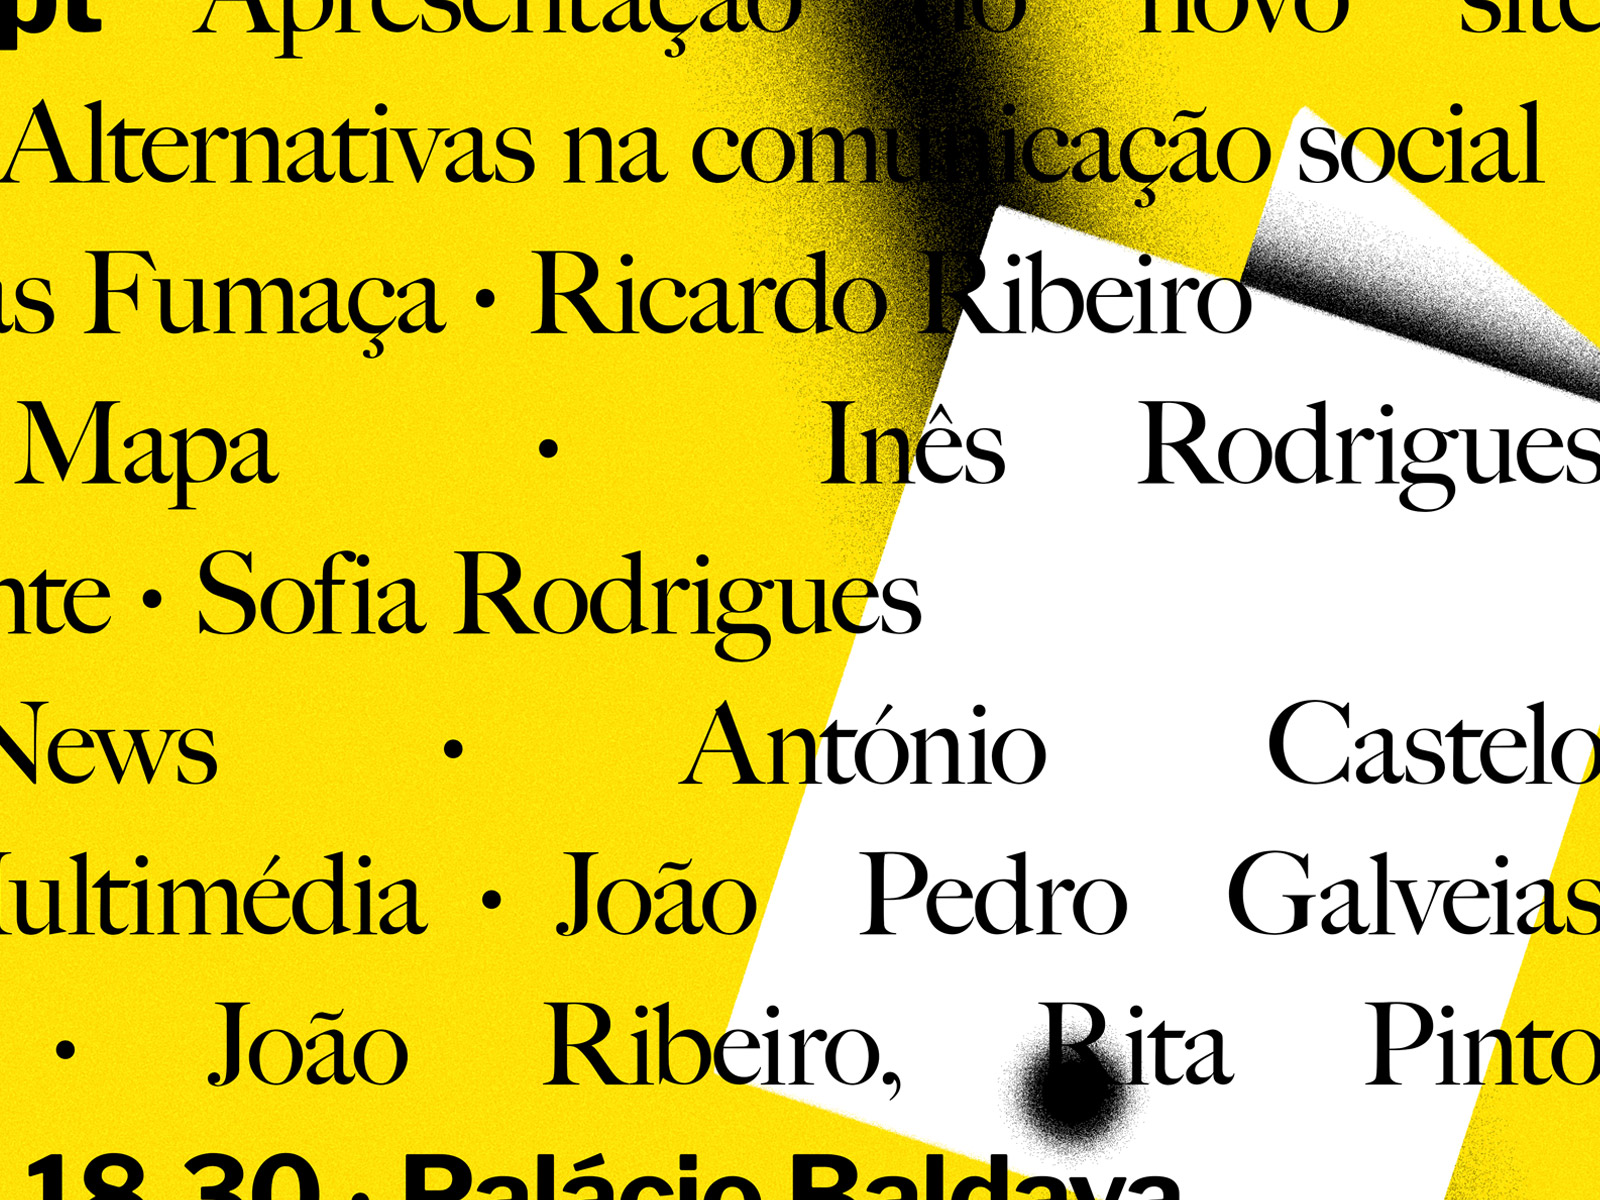 pt Apresentação do novo site
Alternativas na comunicação social
as Fumaça • Ricardo Ribeiro
Mapa • Inês Rodrigues
nte • Sofia Rodrigues
News • António Castelo
Multimédia • João Pedro Galveias
• João Ribeiro, Rita Pinto
18.30 • Palácio Baldaya